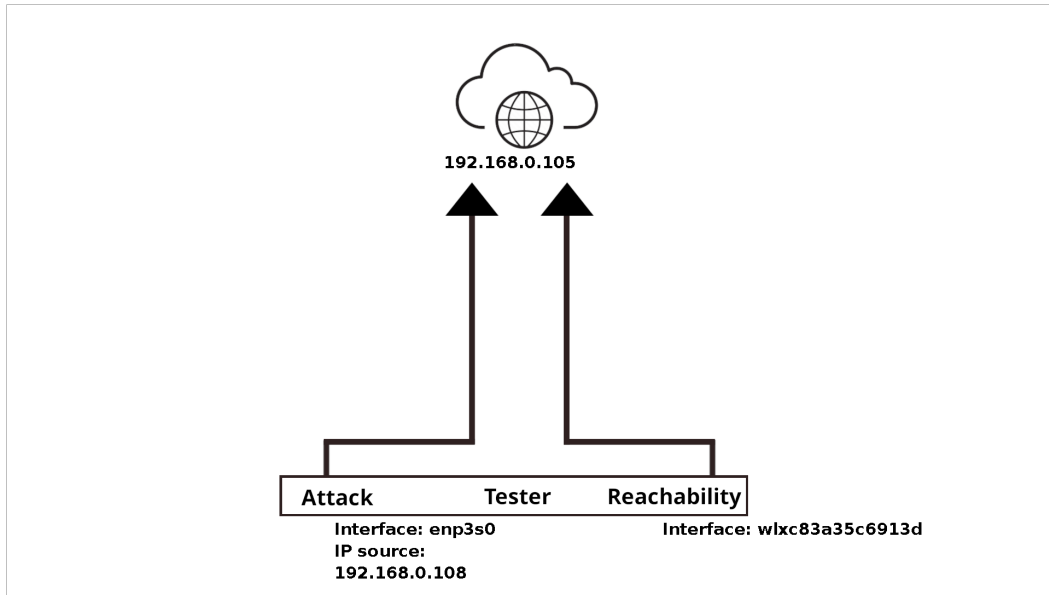 192.168.0.105
Attack
Tester
Reachability
Interface: enp3s0
IP source:
192.168.0.108
Interface: wlxc83a35c6913d